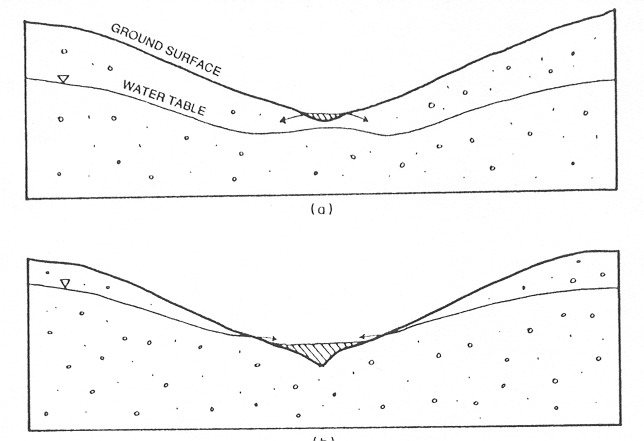 GROUND SURFACE
WATER TABLE
(a)
(b)